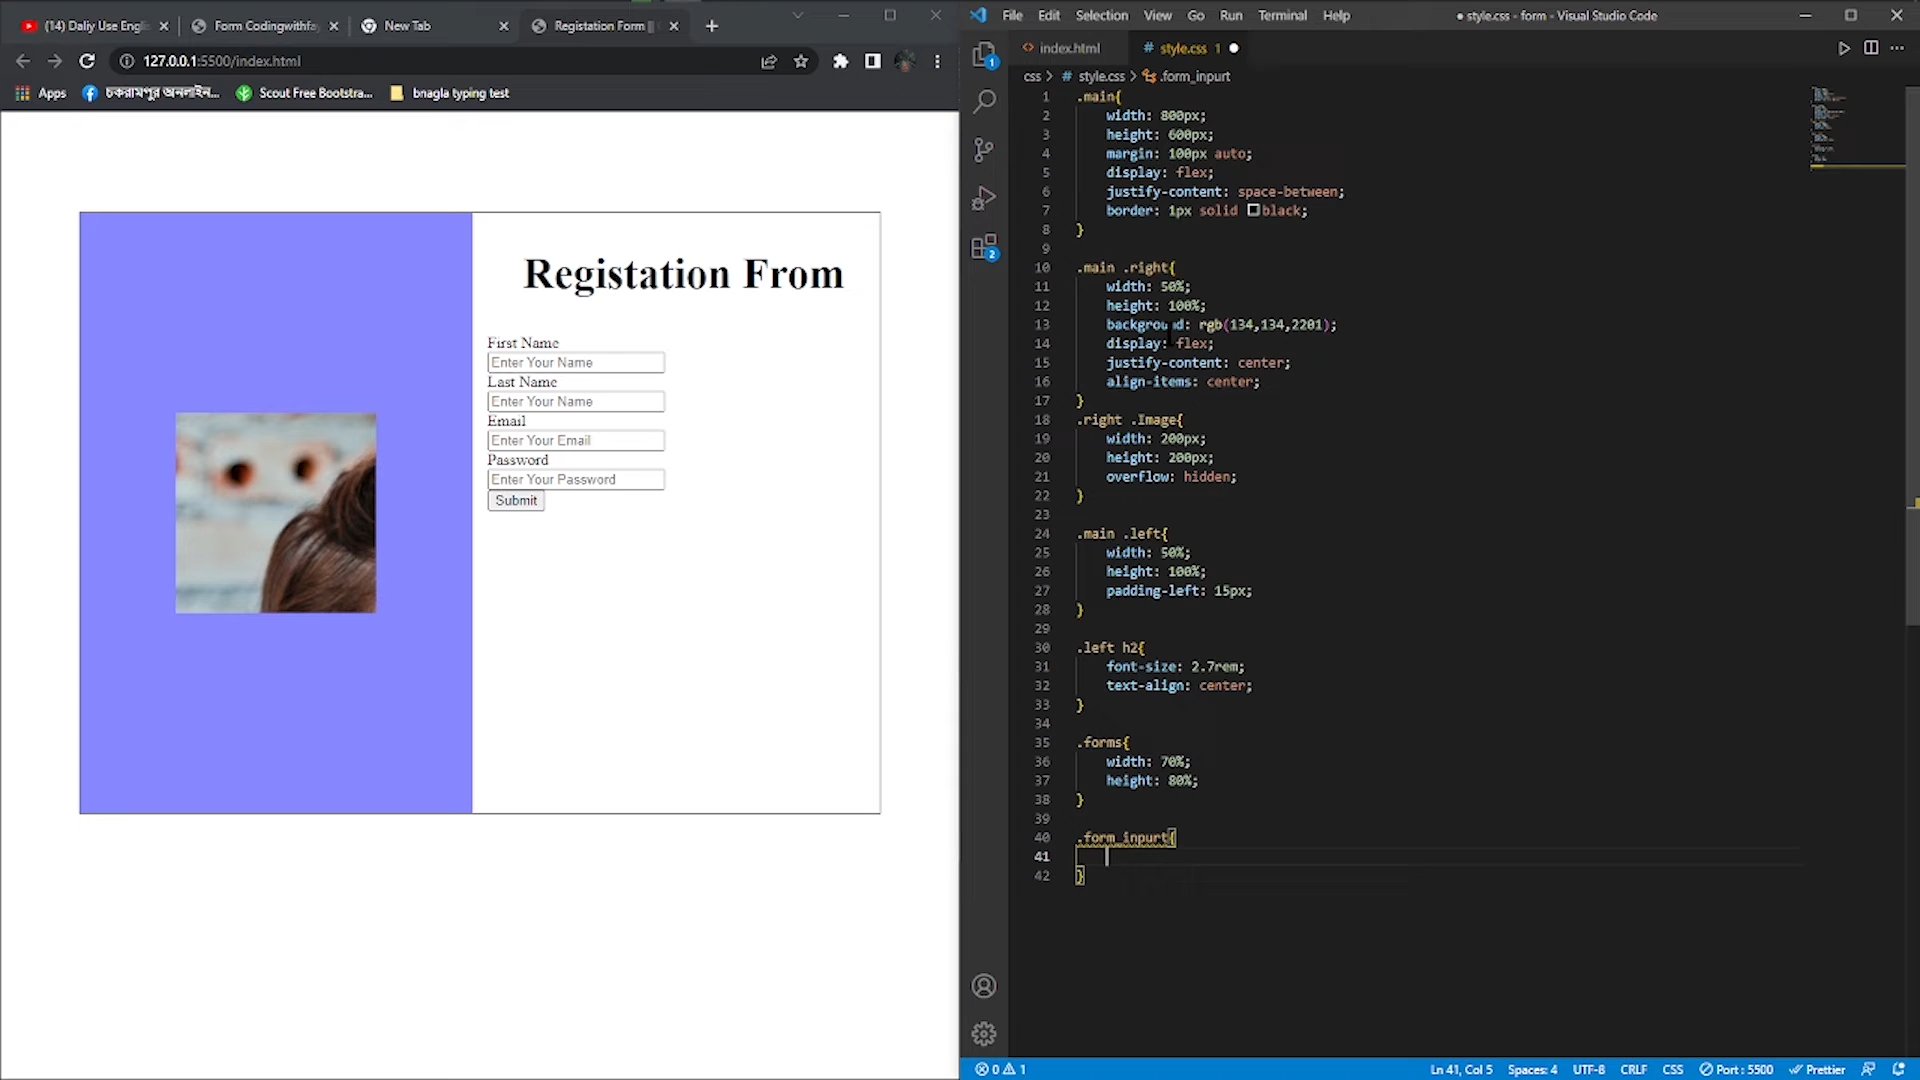 (14) Daliy Use Engli
Form Codingwithfa
New Tab
Registation Form ||
127.0.0.1:5500/index.html
Apps
চকরামপুর অনলাইন...
Scout Free Bootstra...
bnagla typing test
Registation From
First Name
Enter Your Name
Last Name
Enter Your Name
Email
Enter Your Email
Password
Enter Your Password
Submit
File Edit Selection View Go Run Terminal Help
● style.css - form - Visual Studio Code
index.html
# style.css 1 ●
css > # style.css > .form_inpurt
1 .main{
2 width: 800px;
3 height: 600px;
4 margin: 100px auto;
5 display: flex;
6 justify-content: space-between;
7 border: 1px solid black;
8 }
9
10 .main .right{
11 width: 50%;
12 height: 100%;
13 background: rgb(134,134,2201);
14 display: flex;
15 justify-content: center;
16 align-items: center;
17 }
18 .right .Image{
19 width: 200px;
20 height: 200px;
21 overflow: hidden;
22 }
23
24 .main .left{
25 width: 50%;
26 height: 100%;
27 padding-left: 15px;
28 }
29
30 .left h2{
31 font-size: 2.7rem;
32 text-align: center;
33 }
34
35 .forms{
36 width: 70%;
37 height: 80%;
38 }
39
40 .form_inpurt{
41
42 }
1
2
0 1
Ln 41, Col 5 Spaces: 4 UTF-8 CRLF CSS Port : 5500 Prettier